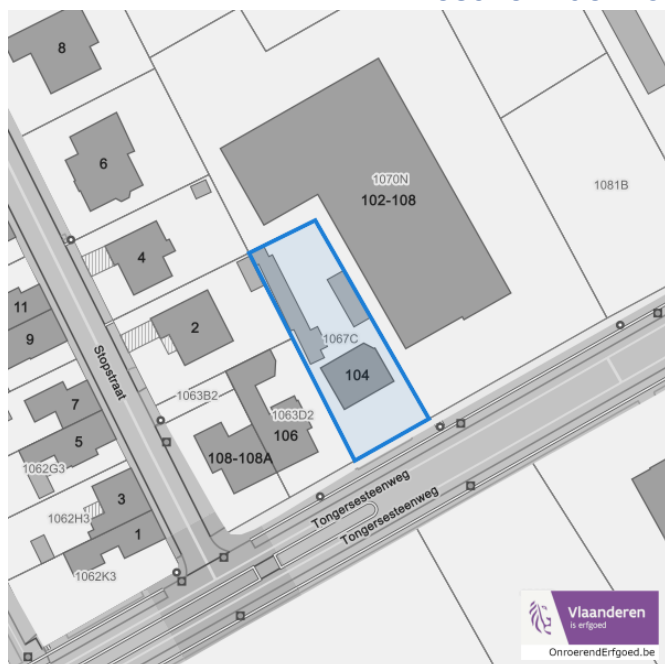 8
6
1070N
102-108
1081B
4
11
2
9
Stopstraat
1067C
104
1063B2
7
1063D2
106
5
108-108A
1062G3
3
1062H3
1
Tongersesteenweg
Tongersesteenweg
1062K3
Vlaanderen
is erfgoed
OnroerendErfgoed.be